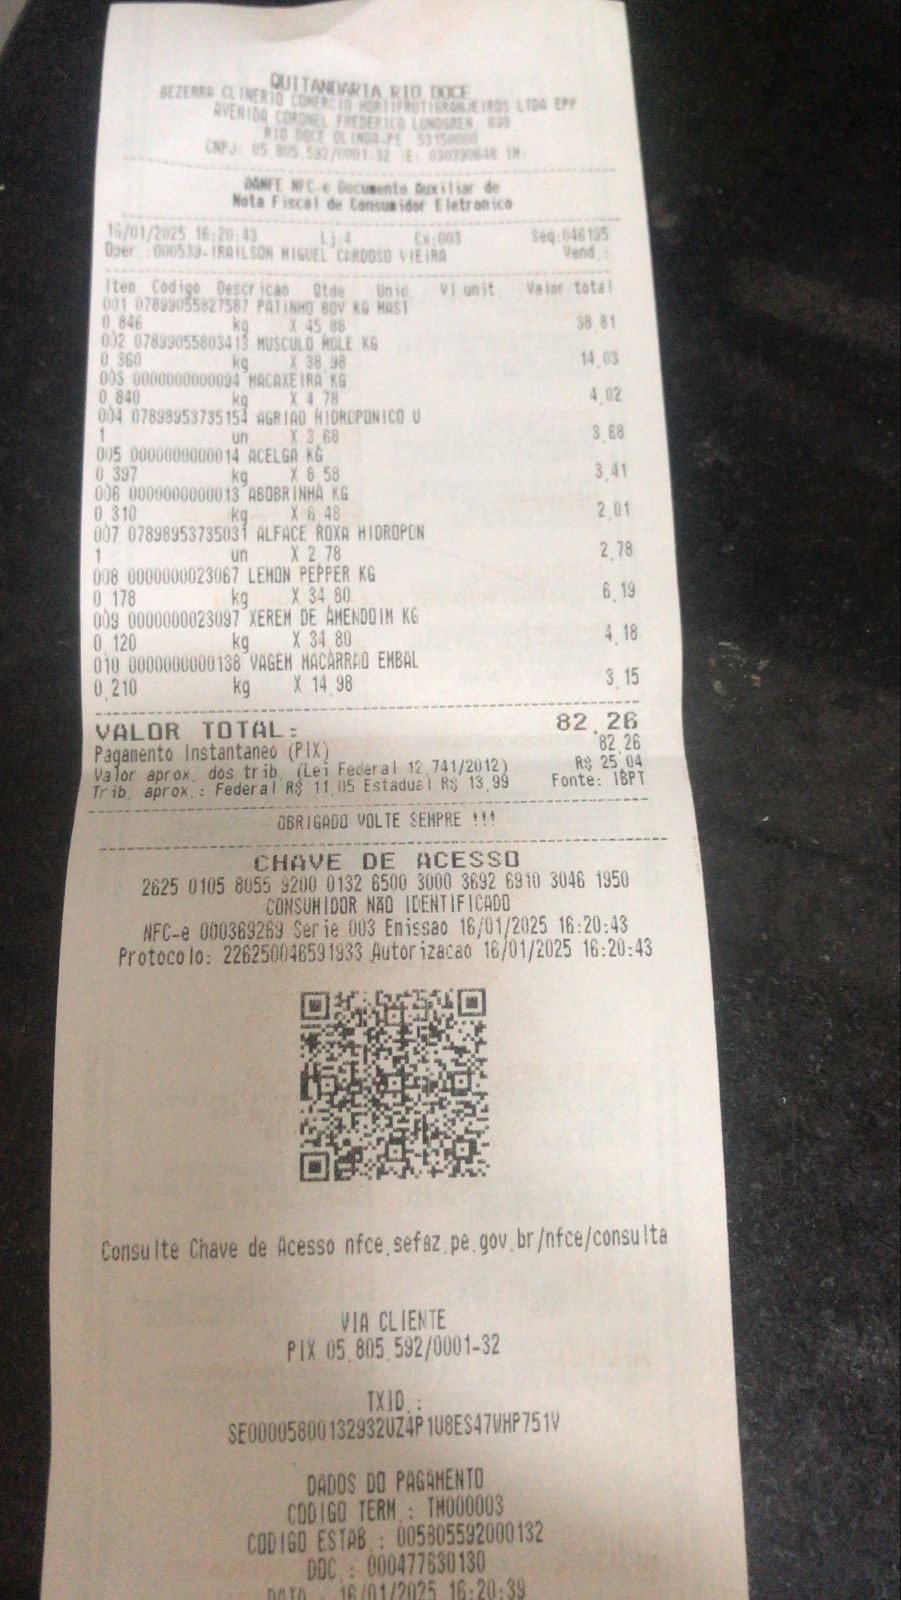 QUITANDARIA RIO DOCE
BEZERRA CLINERIO COMERCIO HORTIFRUTIGRANJEIROS LTDA EPP
AVENIDA CORONEL FREDERICO LUNDGREN 698
RIO DOCE OLINDA-PE 53150000
CNPJ: 05.805.592/0001-32 IE: 030390648 IM:
DANFE NFC-e Documento Auxiliar de
Nota Fiscal de Consumidor Eletronico
16/01/2025 16:20:43 Lj:4 Cx:003 Seq:046195
Oper.:000539-IRAILSON MIGUEL CARDOSO VIEIRA Vend.:
Item Codigo Descricao Qtde Unid. Vl unit. Valor total
001 07899055827587 PATINHO BOV KG MAST
0,846 kg X 45,88 38,81
002 07899055803413 MUSCULO MOLE KG
0,360 kg X 38,98 14,03
003 0000000000094 MACAXEIRA KG
0,840 kg X 4,78 4,02
004 07898953735154 AGRIAO HIDROPONICO U
1 un X 3,68 3,68
005 0000000000014 ACELGA KG
0,397 kg X 8,58 3,41
006 0000000000013 ABOBRINHA KG
0,310 kg X 6,48 2,01
007 07898953735031 ALFACE ROXA HIDROPON
1 un X 2,78 2,78
008 0000000023067 LEMON PEPPER KG
0,178 kg X 34,80 6,19
009 0000000023097 XEREM DE AMENDOIM KG
0,120 kg X 34,80 4,18
010 0000000000138 VAGEM MACARRAO EMBAL
0,210 kg X 14,98 3,15
VALOR TOTAL: 82,26
Pagamento Instantaneo (PIX) 82,26
Valor aprox. dos trib. (Lei Federal 12.741/2012) R$ 25,04
Trib. aprox.: Federal R$ 11,05 Estadual R$ 13,99 Fonte: IBPT
OBRIGADO VOLTE SEMPRE !!!
CHAVE DE ACESSO
2625 0105 8055 9200 0132 6500 3000 3692 6910 3046 1950
CONSUMIDOR NÃO IDENTIFICADO
NFC-e 000369269 Serie 003 Emissao 16/01/2025 16:20:43
Protocolo: 226250046591933 Autorizacao 16/01/2025 16:20:43
Consulte Chave de Acesso nfce.sefaz.pe.gov.br/nfce/consulta
VIA CLIENTE
PIX 05.805.592/0001-32
TXID.:
SE00005800132932UZ4P1U8ES47WHP751V
DADOS DO PAGAMENTO
CODIGO TERM.: TM000003
CODIGO ESTAB.: 005805592000132
DOC.: 000477630130
DATA.: 16/01/2025 16:20:39